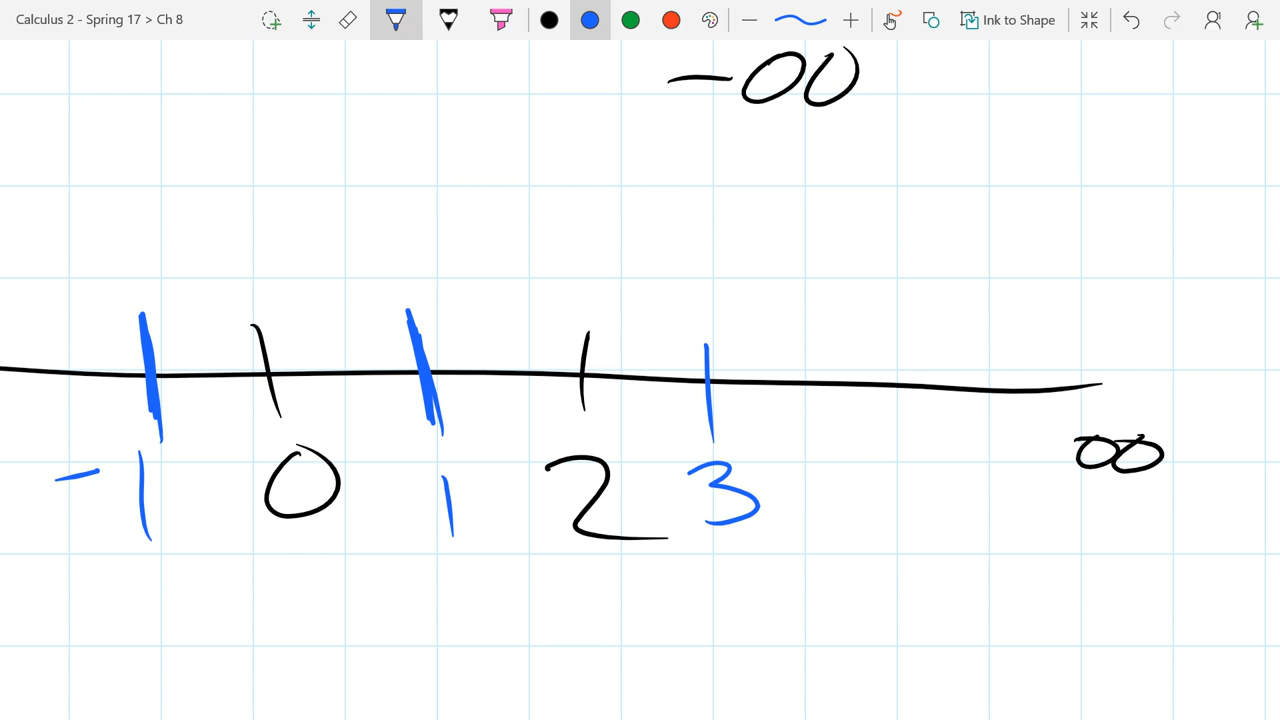 Calculus 2 - Spring 17 > Ch 8
Ink to Shape
-∞
-1 0 1 2 3 ∞